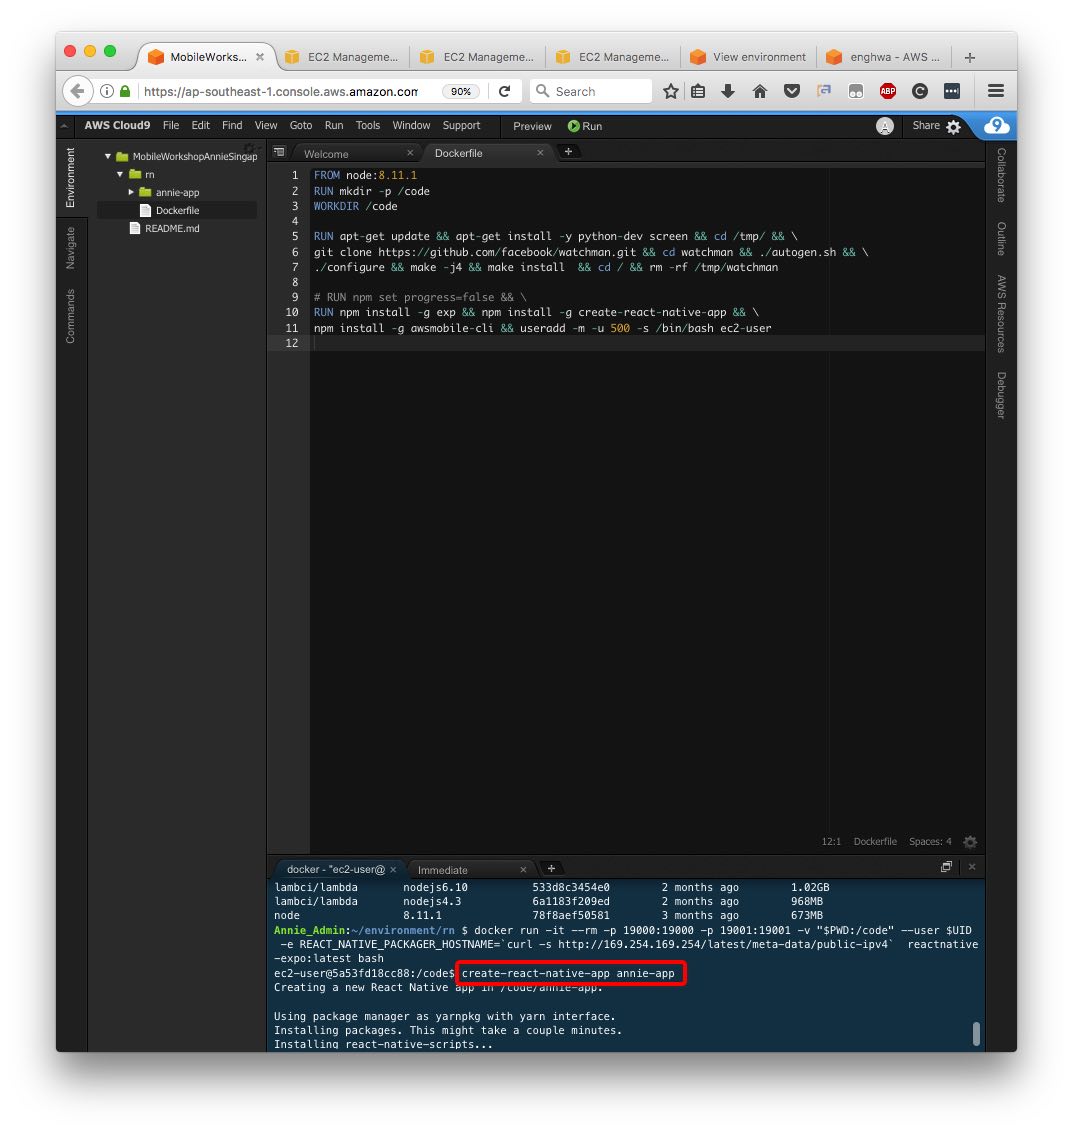 MobileWorks...
EC2 Manageme...
EC2 Manageme...
EC2 Manageme...
View environment
enghwa - AWS ...
https://ap-southeast-1.console.aws.amazon.com
90%
Search
ABP
AWS Cloud9 File Edit Find View Goto Run Tools Window Support Preview Run Share
9
Environment
Navigate
Commands
MobileWorkshopAnnieSingap
rn
annie-app
Dockerfile
README.md
Welcome
Dockerfile
1 FROM node:8.11.1
2 RUN mkdir -p /code
3 WORKDIR /code
4
5 RUN apt-get update && apt-get install -y python-dev screen && cd /tmp/ && \
6 git clone https://github.com/facebook/watchman.git && cd watchman && ./autogen.sh && \
7 ./configure && make -j4 && make install  && cd / && rm -rf /tmp/watchman
8
9 # RUN npm set progress=false && \
10 RUN npm install -g exp && npm install -g create-react-native-app && \
11 npm install -g awsmobile-cli && useradd -m -u 500 -s /bin/bash ec2-user
12
Collaborate
Outline
AWS Resources
Debugger
12:1 Dockerfile Spaces: 4
docker - "ec2-user@
Immediate
lambci/lambda nodejs6.10 533d8c3454e0 2 months ago 1.02GB
lambci/lambda nodejs4.3 6a1183f209ed 2 months ago 968MB
node 8.11.1 78f8aef50581 3 months ago 673MB
Annie_Admin:~/environment/rn $ docker run -it --rm -p 19000:19000 -p 19001:19001 -v "$PWD:/code" --user $UID
-e REACT_NATIVE_PACKAGER_HOSTNAME=`curl -s http://169.254.169.254/latest/meta-data/public-ipv4` reactnative
-expo:latest bash
ec2-user@5a53fd18cc88:/code$ create-react-native-app annie-app
Creating a new React Native app in /code/annie-app.
Using package manager as yarnpkg with yarn interface.
Installing packages. This might take a couple minutes.
Installing react-native-scripts...